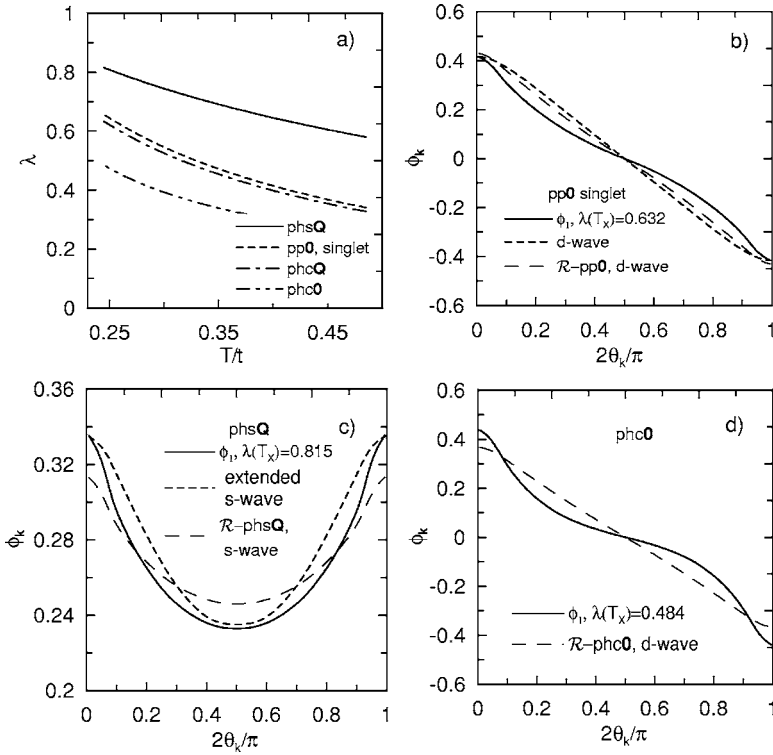 a)
λ
1
0.8
0.6
0.4
0.2
0
phsQ
pp0, singlet
phcQ
phc0
0.25 0.35 0.45
T/t
b)
ϕk
0.6
0.4
0.2
0
-0.2
-0.4
-0.6
pp0 singlet
ϕ1, λ(TX)=0.632
d-wave
ℛ-pp0, d-wave
0 0.2 0.4 0.6 0.8 1
2θk/π
c)
ϕk
0.36
0.32
0.28
0.24
0.2
phsQ
ϕ1, λ(TX)=0.815
extended
s-wave
ℛ-phsQ,
s-wave
0 0.2 0.4 0.6 0.8 1
2θk/π
d)
ϕk
0.6
0.4
0.2
0
-0.2
-0.4
-0.6
phc0
ϕ1, λ(TX)=0.484
ℛ-phc0, d-wave
0 0.2 0.4 0.6 0.8 1
2θk/π